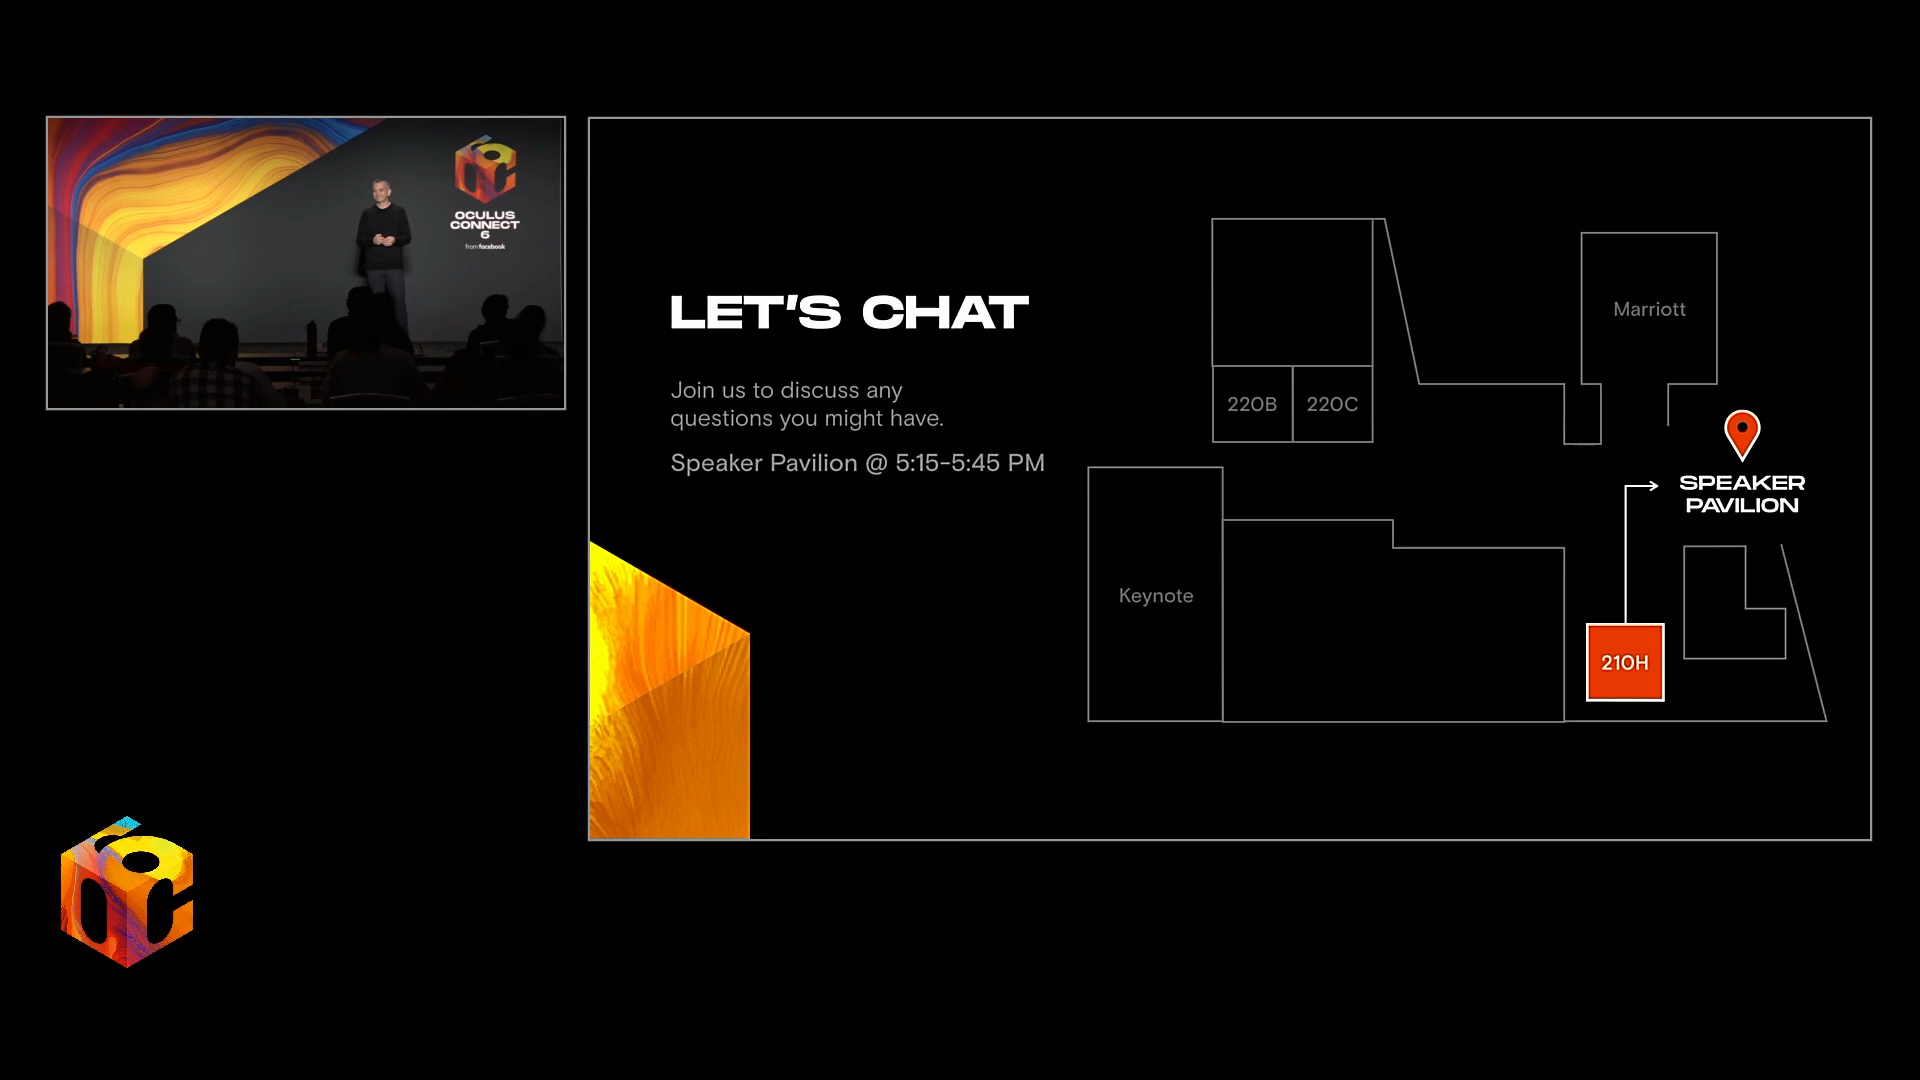 OCULUS
CONNECT
6
from facebook
LET'S CHAT
Join us to discuss any
questions you might have.
Speaker Pavilion @ 5:15-5:45 PM
220B
220C
Marriott
SPEAKER
PAVILION
Keynote
210H